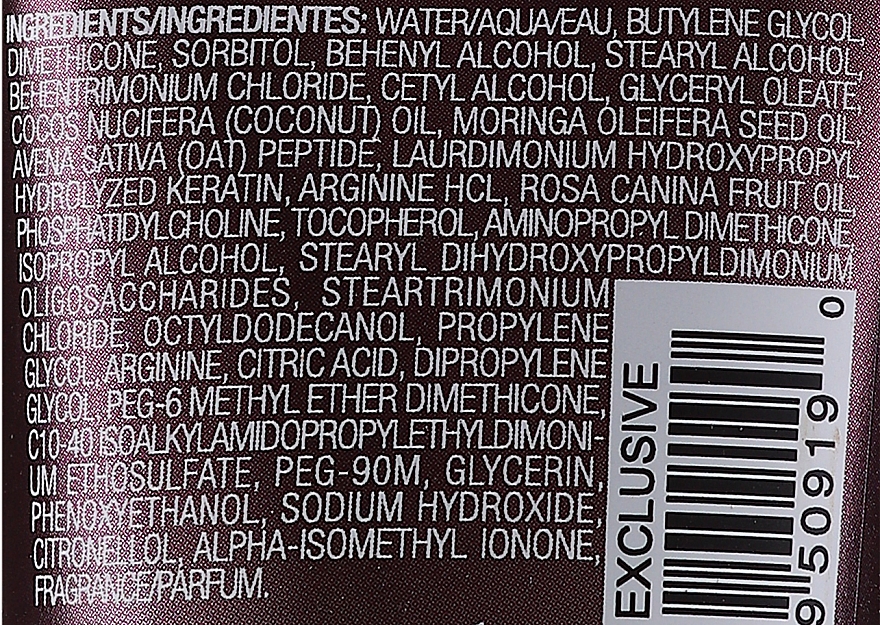 INGREDIENTS/INGREDIENTES: WATER/AQUA/EAU, BUTYLENE GLYCOL,
DIMETHICONE, SORBITOL, BEHENYL ALCOHOL, STEARYL ALCOHOL,
BEHENTRIMONIUM CHLORIDE, CETYL ALCOHOL, GLYCERYL OLEATE,
COCOS NUCIFERA (COCONUT) OIL, MORINGA OLEIFERA SEED OIL,
AVENA SATIVA (OAT) PEPTIDE, LAURDIMONIUM HYDROXYPROPYL
HYDROLYZED KERATIN, ARGININE HCL, ROSA CANINA FRUIT OIL,
PHOSPHATIDYLCHOLINE, TOCOPHEROL, AMINOPROPYL DIMETHICONE,
ISOPROPYL ALCOHOL, STEARYL DIHYDROXYPROPYLDIMONIUM
OLIGOSACCHARIDES, STEARTRIMONIUM
CHLORIDE, OCTYLDODECANOL, PROPYLENE
GLYCOL, ARGININE, CITRIC ACID, DIPROPYLENE
GLYCOL, PEG-6 METHYL ETHER DIMETHICONE,
C10-40 ISOALKYLAMIDOPROPYLETHYLDIMONI-
UM ETHOSULFATE, PEG-90M, GLYCERIN,
PHENOXYETHANOL, SODIUM HYDROXIDE,
CITRONELLOL, ALPHA-ISOMETHYL IONONE,
FRAGRANCE/PARFUM.
EXCLUSIVE
9 50919 0